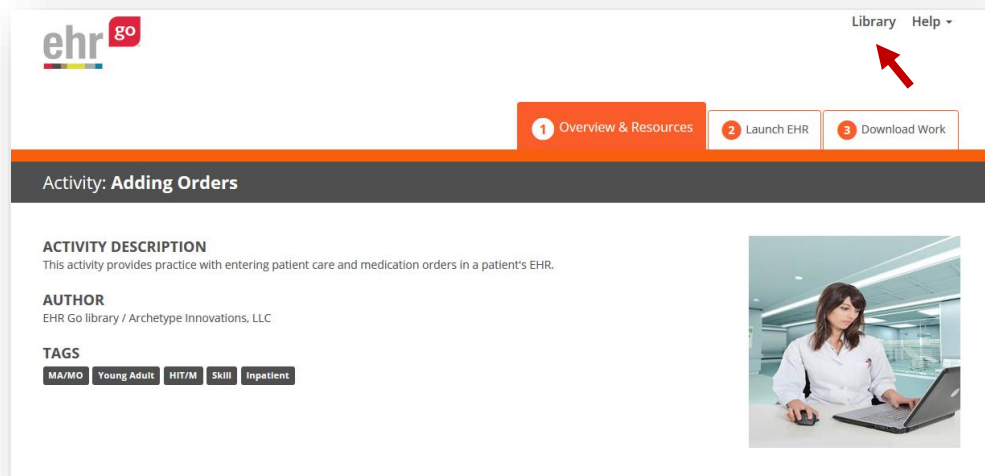 ehr go
Library Help
1 Overview & Resources 2 Launch EHR 3 Download Work
Activity: Adding Orders
ACTIVITY DESCRIPTION
This activity provides practice with entering patient care and medication orders in a patient's EHR.
AUTHOR
EHR Go library / Archetype Innovations, LLC
TAGS
MA/MO Young Adult HIT/M Skill Inpatient